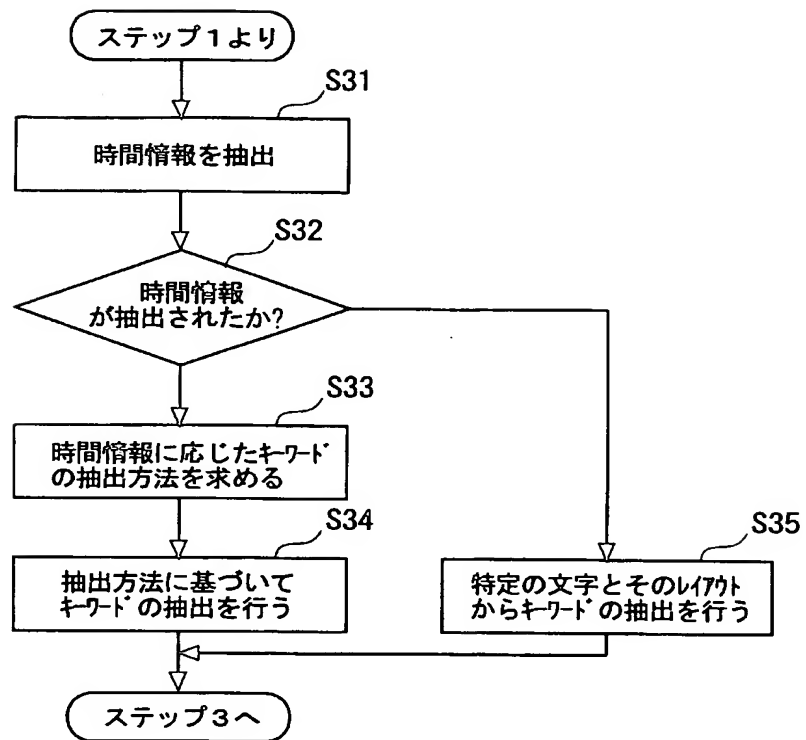 ステップ1より
S31
時間情報を抽出
S32
時間情報
が抽出されたか?
S33
時間情報に応じたキーワード
の抽出方法を求める
S34
抽出方法に基づいて
キーワードの抽出を行う
S35
特定の文字とそのレイアウト
からキーワードの抽出を行う
ステップ3へ